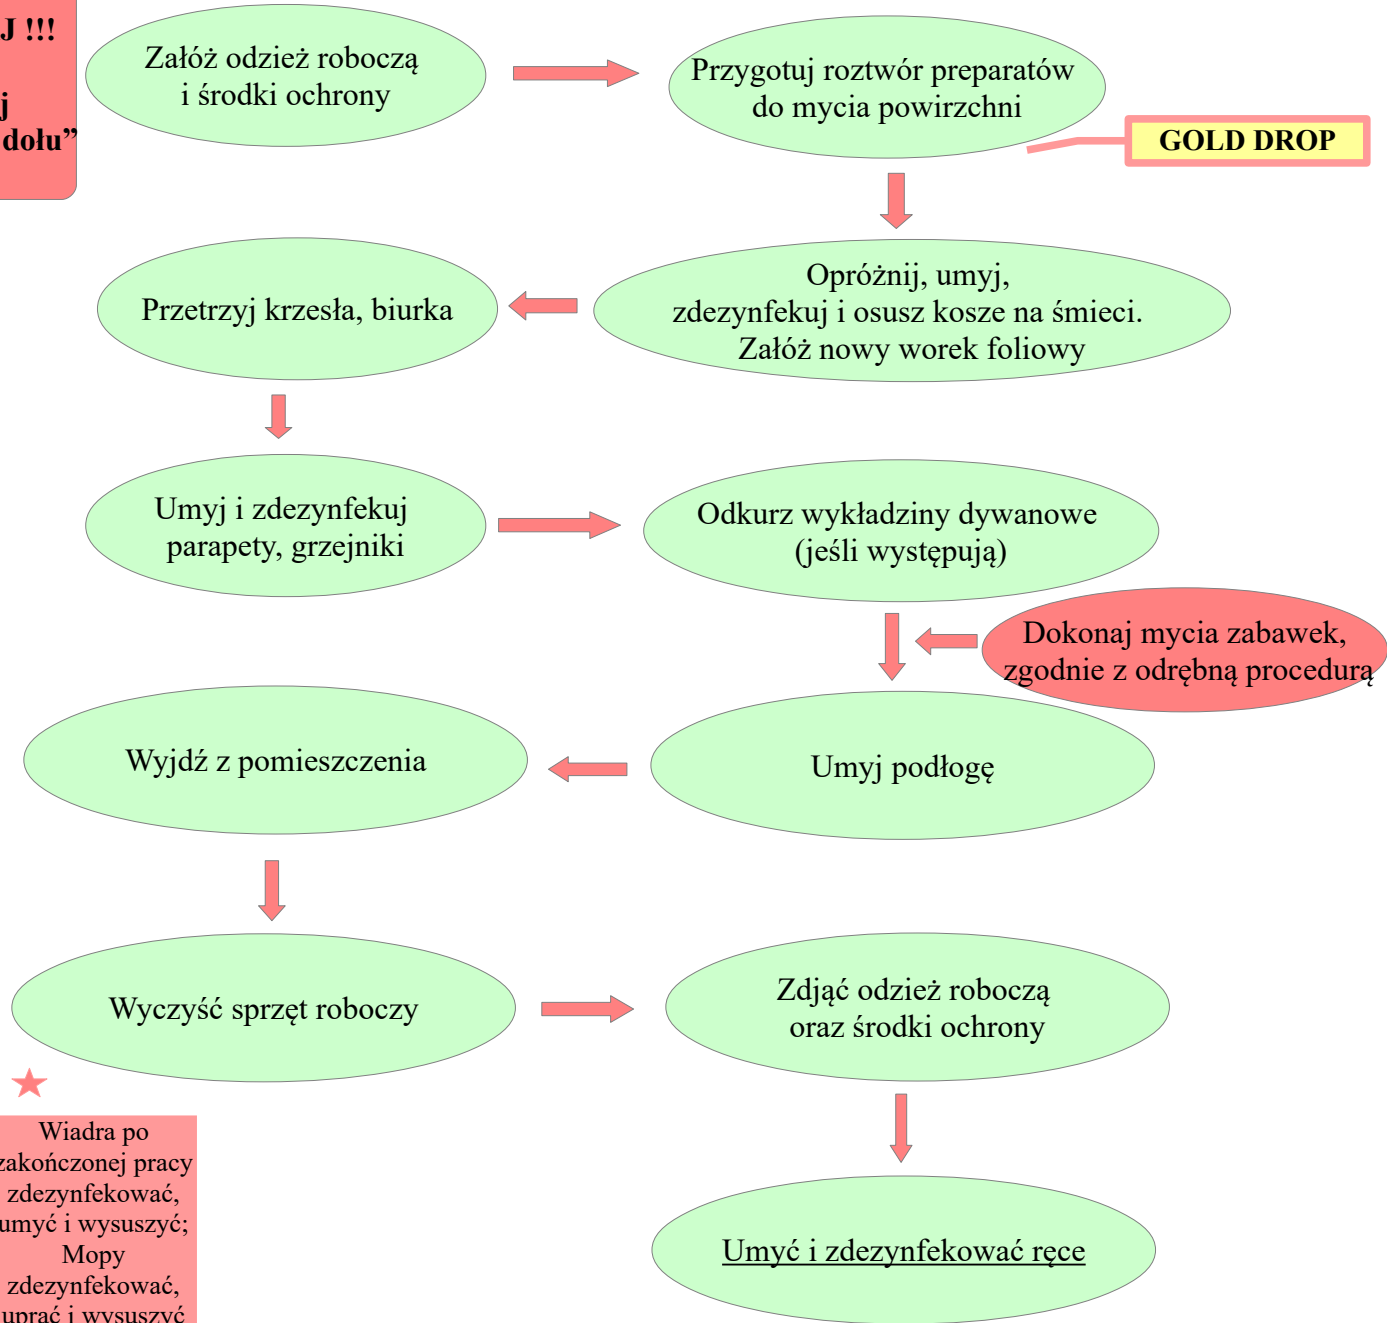 J !!!
j
dołu”
Załóż odzież roboczą
i środki ochrony
Przygotuj roztwór preparatów
do mycia powirzchni
GOLD DROP
Opróżnij, umyj,
zdezynfekuj i osusz kosze na śmieci.
Załóż nowy worek foliowy
Przetrzyj krzesła, biurka
Umyj i zdezynfekuj
parapety, grzejniki
Odkurz wykładziny dywanowe
(jeśli występują)
Dokonaj mycia zabawek,
zgodnie z odrębną procedurą
Umyj podłogę
Wyjdź z pomieszczenia
Wyczyść sprzęt roboczy
Zdjąć odzież roboczą
oraz środki ochrony
Umyć i zdezynfekować ręce
Wiadra po
zakończonej pracy
zdezynfekować,
umyć i wysuszyć;
Mopy
zdezynfekować,
uprać i wysuszyć